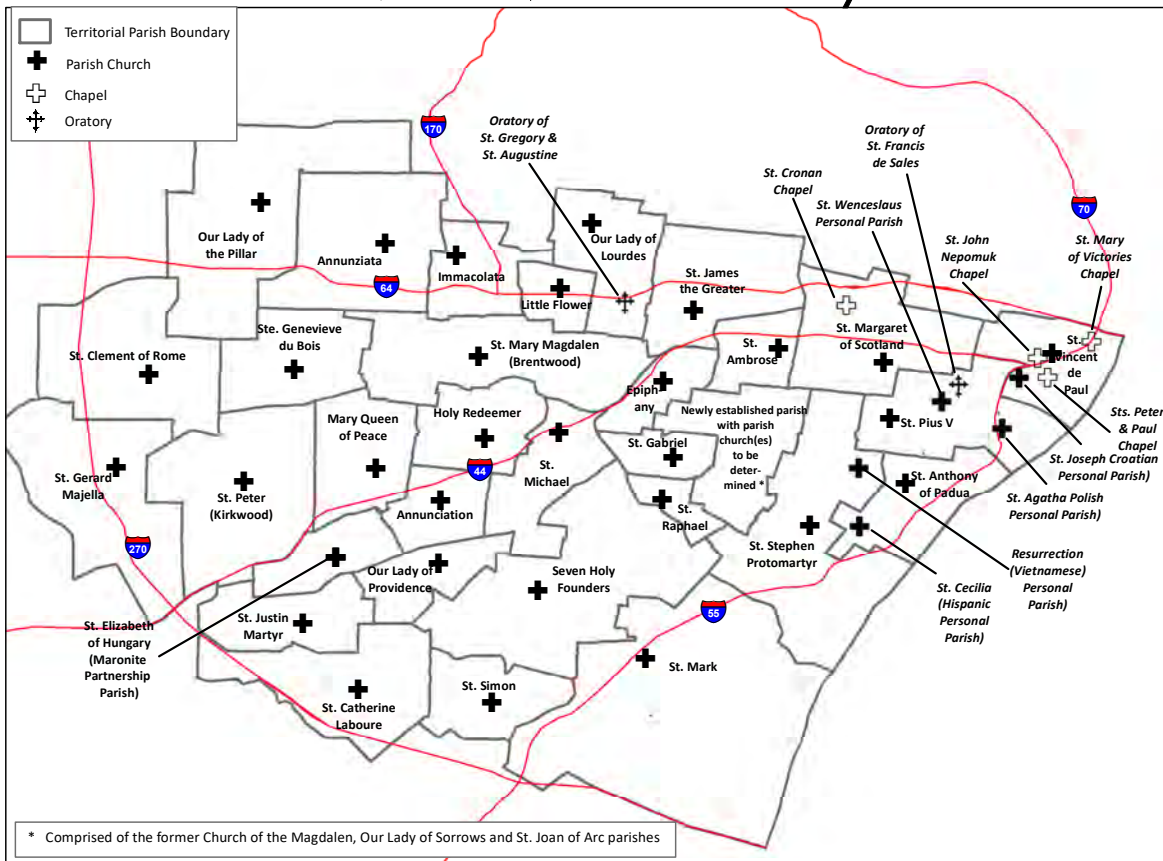 Territorial Parish Boundary
Parish Church
Chapel
Oratory
170
Oratory of
St. Gregory &
St. Augustine
Oratory of
St. Francis
de Sales
St. Cronan
Chapel
St. Wenceslaus
Personal Parish
70
St. John
Nepomuk
Chapel
St. Mary
of Victories
Chapel
Our Lady of
the Pillar
Annunziata
Immacolata
Our Lady of
Lourdes
64
Little Flower
St. James
the Greater
St. Clement of Rome
Ste. Genevieve
du Bois
St. Mary Magdalen
(Brentwood)
St.
Ambrose
St. Margaret
of Scotland
St.
Vincent
de
Paul
Epiph
any
Mary Queen
of Peace
Holy Redeemer
Newly established parish
with parish
church(es)
to be
deter-
mined *
St. Pius V
Sts. Peter
& Paul
Chapel
St. Gerard
Majella
St. Peter
(Kirkwood)
44
St.
Michael
St. Gabriel
St. Joseph Croatian
Personal Parish)
St. Anthony
of Padua
St. Agatha Polish
Personal Parish)
Annunciation
St.
Raphael
270
St. Stephen
Protomartyr
Our Lady of
Providence
Seven Holy
Founders
Resurrection
(Vietnamese)
Personal
Parish)
St. Cecilia
(Hispanic
Personal
Parish)
55
St. Elizabeth
of Hungary
(Maronite
Partnership
Parish)
St. Justin
Martyr
St. Mark
St. Simon
St. Catherine
Laboure
* Comprised of the former Church of the Magdalen, Our Lady of Sorrows and St. Joan of Arc parishes